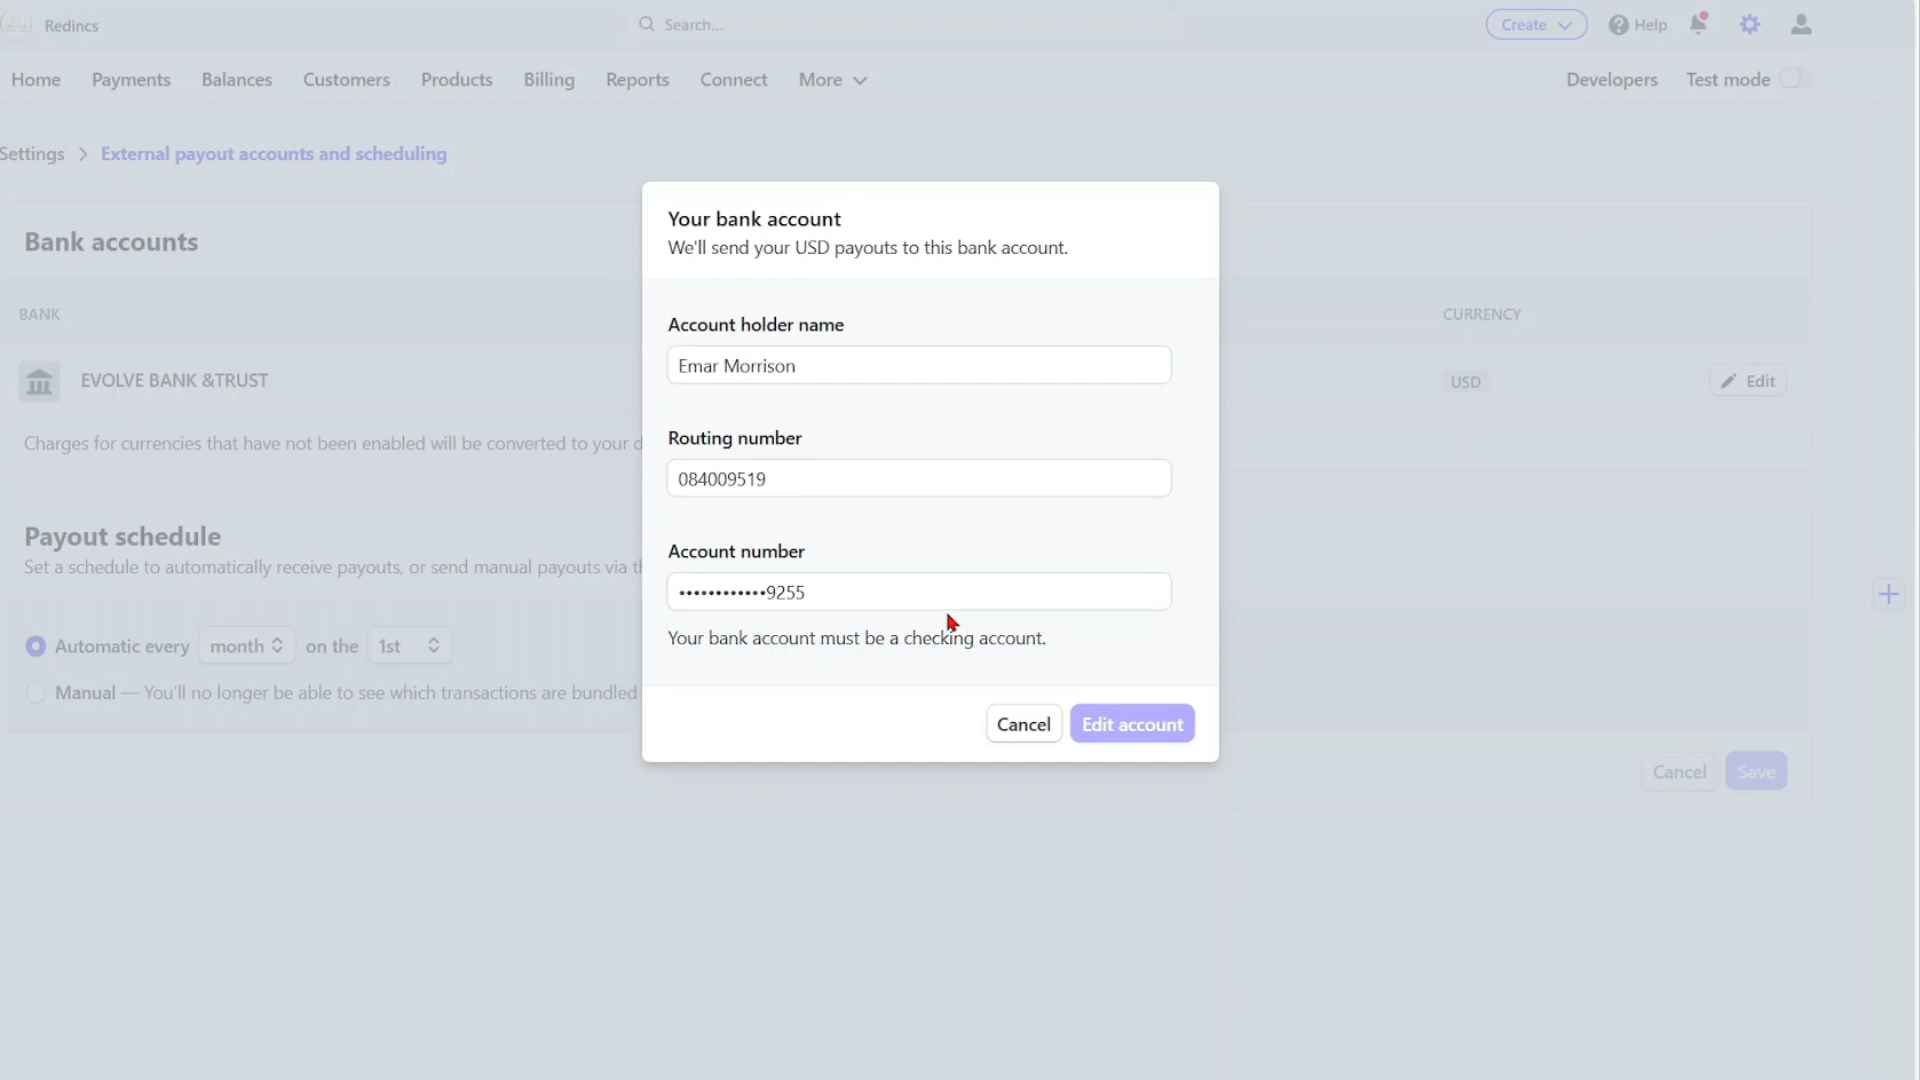 Redincs
Search...
Create
Help
Home
Payments
Balances
Customers
Products
Billing
Reports
Connect
More
Developers
Test mode
Settings > External payout accounts and scheduling
Bank accounts
BANK
CURRENCY
EVOLVE BANK &TRUST
USD
Edit
Charges for currencies that have not been enabled will be converted to your d
Payout schedule
Set a schedule to automatically receive payouts, or send manual payouts via th
Automatic every month on the 1st
Manual — You'll no longer be able to see which transactions are bundled
Cancel
Save
Your bank account
We'll send your USD payouts to this bank account.
Account holder name
Emar Morrison
Routing number
084009519
Account number
••••••••••••9255
Your bank account must be a checking account.
Cancel
Edit account